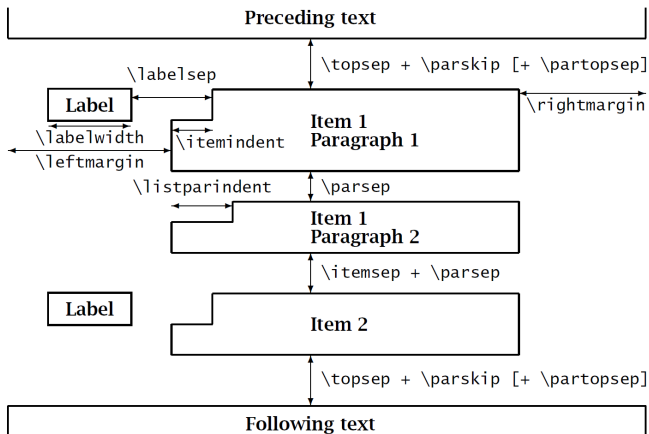 Preceding text
\topsep + \parskip [+ \partopsep]
\labelsep
\rightmargin
Label
Item 1
Paragraph 1
\labelwidth
\itemindent
\leftmargin
\listparindent
\parsep
Item 1
Paragraph 2
\itemsep + \parsep
Label
Item 2
\topsep + \parskip [+ \partopsep]
Following text